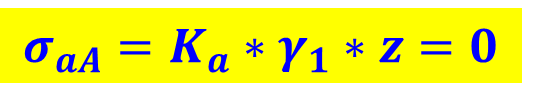 σₐA = Kₐ * γ₁ * z = 0